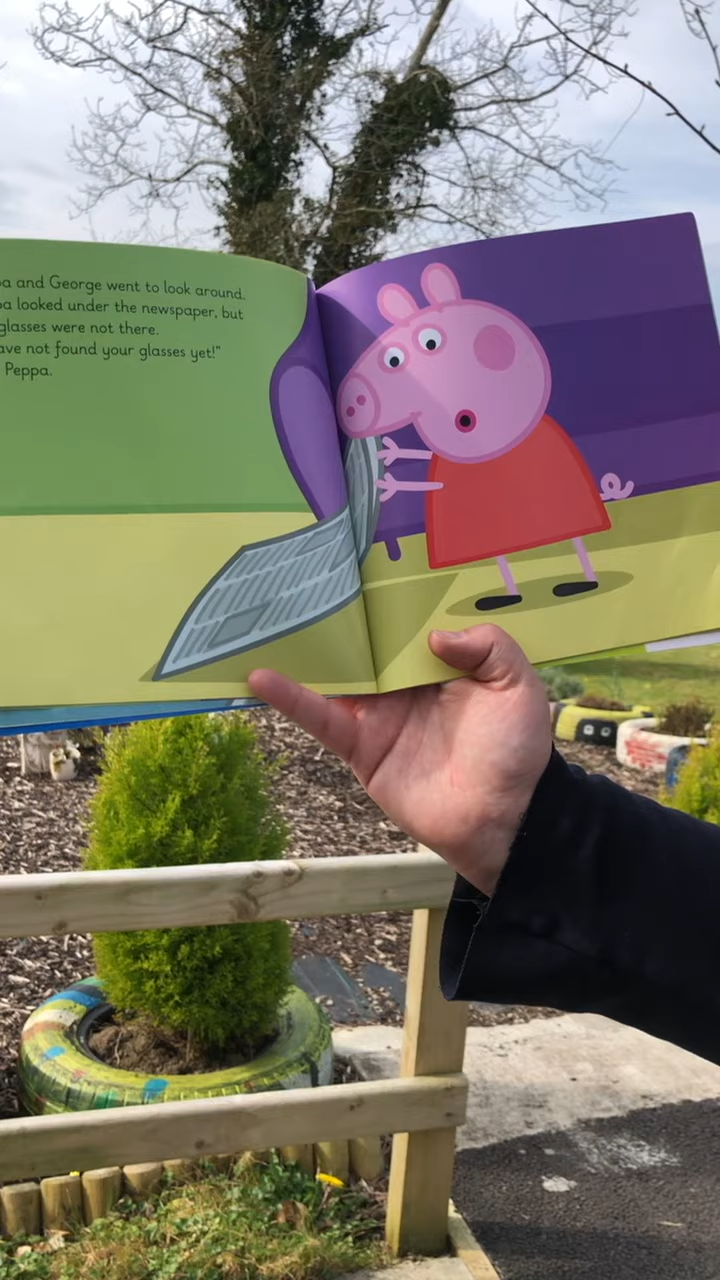 a and George went to look around.
a looked under the newspaper, but
glasses were not there.
ave not found your glasses yet!"
Peppa.